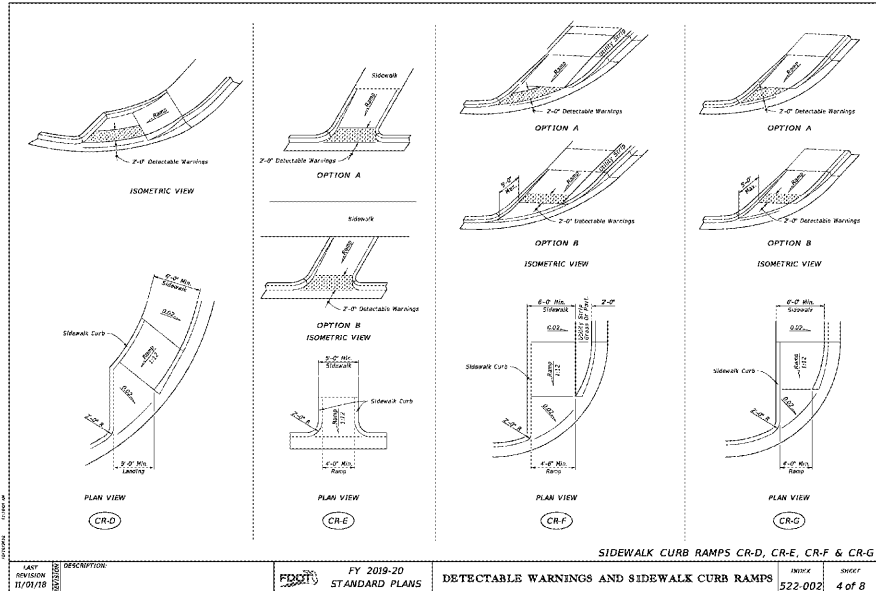 Ramp
2'-0" Detectable Warnings
ISOMETRIC VIEW
6'-0" Min.
Sidewalk
0.02
Sidewalk Curb
Ramp
1:12
0.02
2'-0" R
Landing
PLAN VIEW
CR-D
Sidewalk
Ramp
2'-0" Detectable Warnings
OPTION A
Sidewalk
Ramp
2'-0" Detectable Warnings
OPTION B
ISOMETRIC VIEW
Sidewalk
Sidewalk Curb
Ramp
1:12
2'-0" R
4'-0" Min.
Ramp
PLAN VIEW
CR-E
Utility Strip
Ramp
2'-0" Detectable Warnings
OPTION A
Utility Strip
5'-0"
Max.
Ramp
2'-0" Detectable Warnings
OPTION B
ISOMETRIC VIEW
6'-0" Min.
Sidewalk
2'-0"
Utility Strip
0.02
Ramp
1:12
Sidewalk Curb
0.02
2'-0" R
Min.
Ramp
PLAN VIEW
CR-F
Ramp
2'-0" Detectable Warnings
OPTION A
5'-0"
Max.
Ramp
2'-0" Detectable Warnings
OPTION B
ISOMETRIC VIEW
6'-0" Min.
Sidewalk
0.02
Ramp
1:12
Sidewalk Curb
0.02
2'-0" R
4'-0" Min.
Ramp
PLAN VIEW
CR-G
SIDEWALK CURB RAMPS CR-D, CR-E, CR-F & CR-G
LAST
REVISION
11/01/18
REVISION
DESCRIPTION:
FDOT
FY 2019-20
STANDARD PLANS
DETECTABLE WARNINGS AND SIDEWALK CURB RAMPS
INDEX
522-002
SHEET
4 of 8